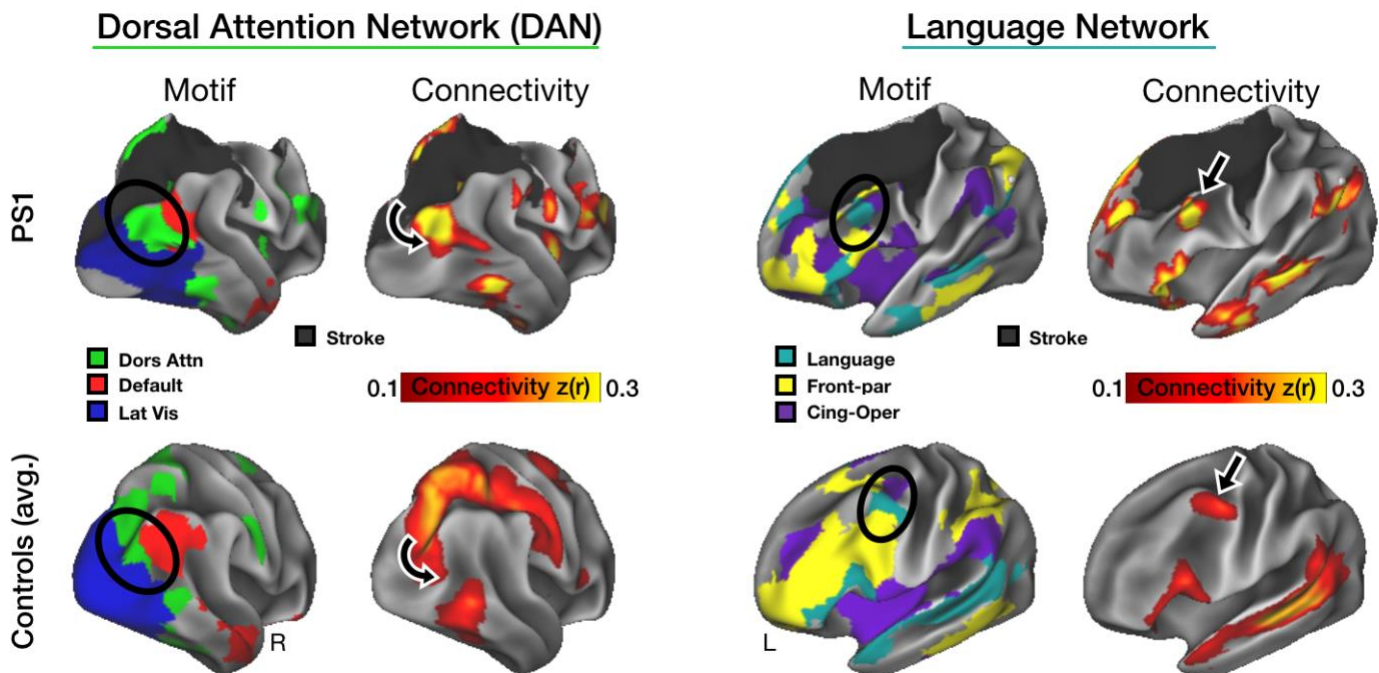 Dorsal Attention Network (DAN)
Language Network
Motif
Connectivity
Motif
Connectivity
PS1
Stroke
Stroke
Dors Attn
Default
Lat Vis
0.1 Connectivity z(r) 0.3
Language
Front-par
Cing-Oper
0.1 Connectivity z(r) 0.3
Controls (avg.)
R
L